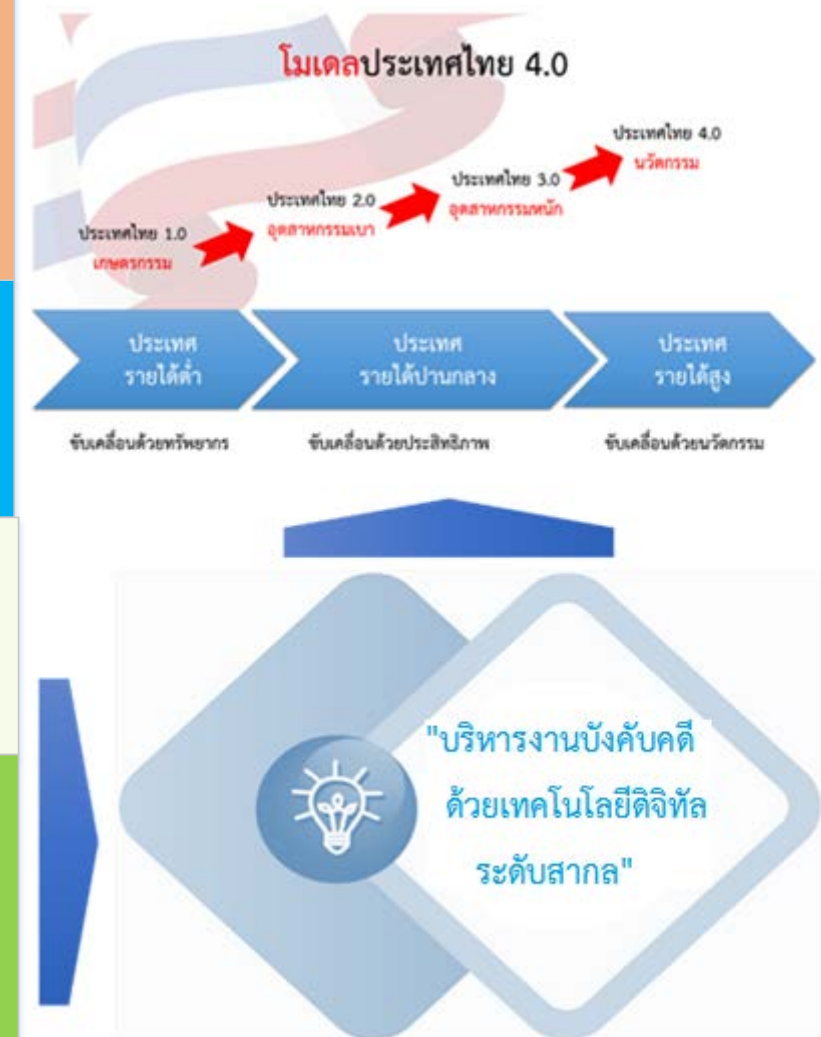 โมเดลประเทศไทย 4.0
ประเทศไทย 4.0
นวัตกรรม
ประเทศไทย 3.0
อุตสาหกรรมหนัก
ประเทศไทย 2.0
อุตสาหกรรมเบา
ประเทศไทย 1.0
เกษตรกรรม
ประเทศ
รายได้ต่ำ
ประเทศ
รายได้ปานกลาง
ประเทศ
รายได้สูง
ขับเคลื่อนด้วยทรัพยากร
ขับเคลื่อนด้วยประสิทธิภาพ
ขับเคลื่อนด้วยนวัตกรรม
"บริหารงานบังคับคดี
ด้วยเทคโนโลยีดิจิทัล
ระดับสากล"